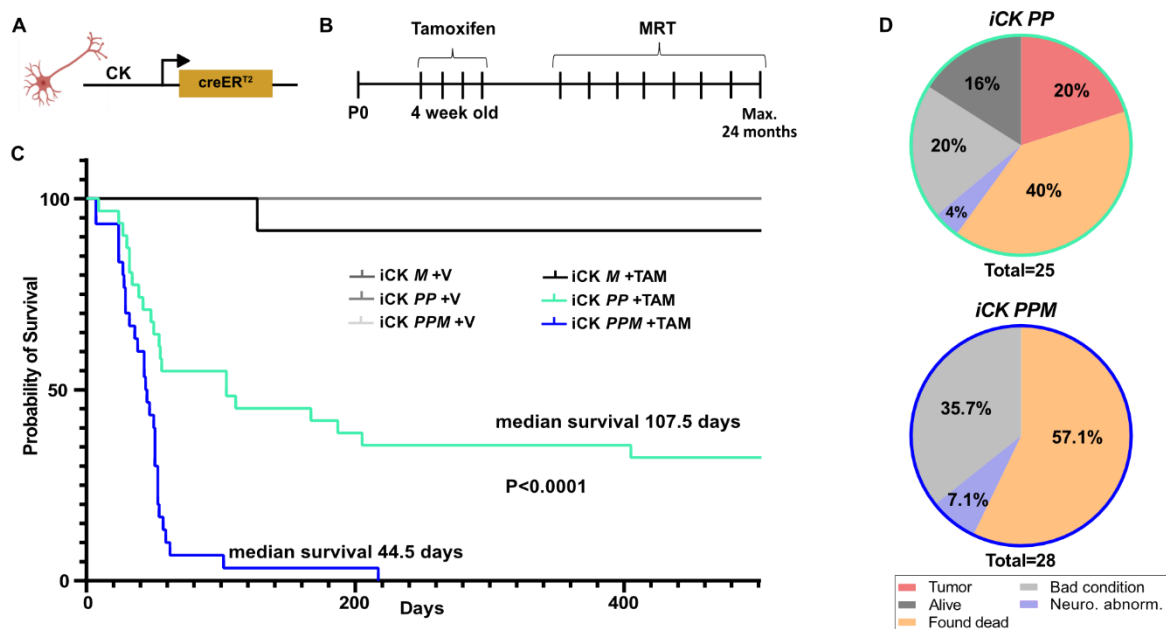 A
CK
creER^T2
B
Tamoxifen
MRT
P0
4 week old
Max.
24 months
C
Probability of Survival
100
50
0
iCK M +V
iCK M +TAM
iCK PP +V
iCK PP +TAM
iCK PPM +V
iCK PPM +TAM
median survival 107.5 days
P<0.0001
median survival 44.5 days
0
200
400
Days
D
iCK PP
16%
20%
20%
40%
4%
Total=25
iCK PPM
35.7%
57.1%
7.1%
Total=28
Tumor
Bad condition
Alive
Neuro. abnorm.
Found dead